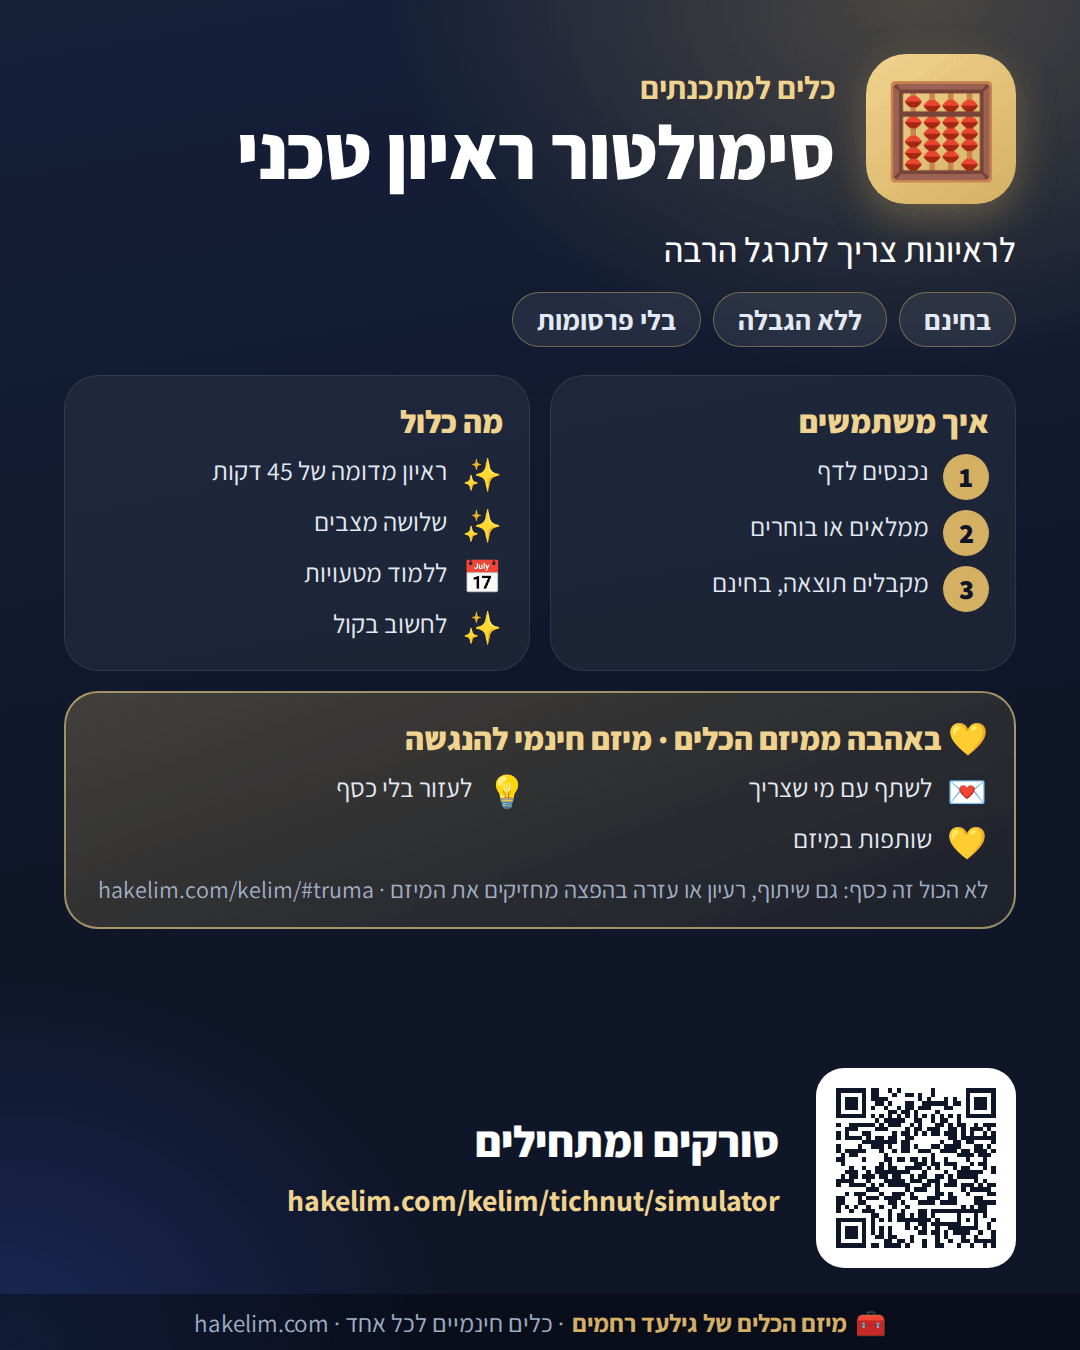 כלים למתכנתים
סימולטור ראיון טכני
לראיונות צריך לתרגל הרבה
בחינם
ללא הגבלה
בלי פרסומות
איך משתמשים
1 נכנסים לדף
2 ממלאים או בוחרים
3 מקבלים תוצאה, בחינם
מה כלול
ראיון מדומה של 45 דקות
שלושה מצבים
July 17 ללמוד מטעויות
לחשוב בקול
באהבה ממיזם הכלים · מיזם חינמי להנגשה
לשתף עם מי שצריך
לעזור בלי כסף
שותפות במיזם
לא הכול זה כסף: גם שיתוף, רעיון או עזרה בהפצה מחזיקים את המיזם · hakelim.com/kelim/#truma
סורקים ומתחילים
hakelim.com/kelim/tichnut/simulator
מיזם הכלים של גילעד רחמים · כלים חינמיים לכל אחד · hakelim.com